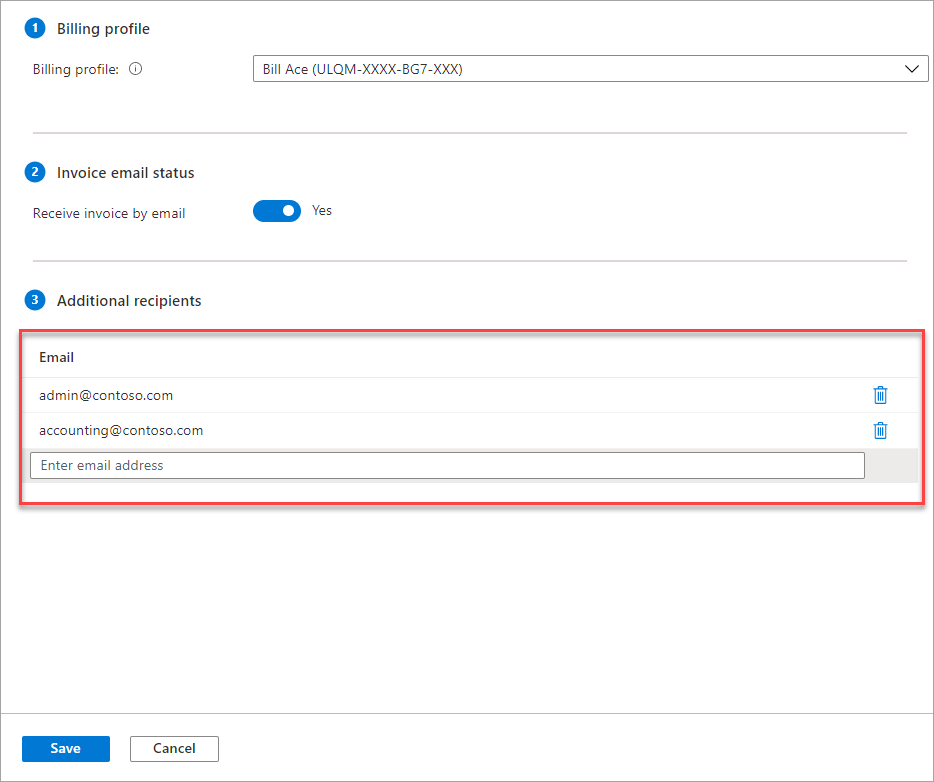 1 Billing profile
Billing profile: Bill Ace (ULQM-XXXX-BG7-XXX)
2 Invoice email status
Receive invoice by email Yes
3 Additional recipients
Email
admin@contoso.com
accounting@contoso.com
Enter email address
Save Cancel